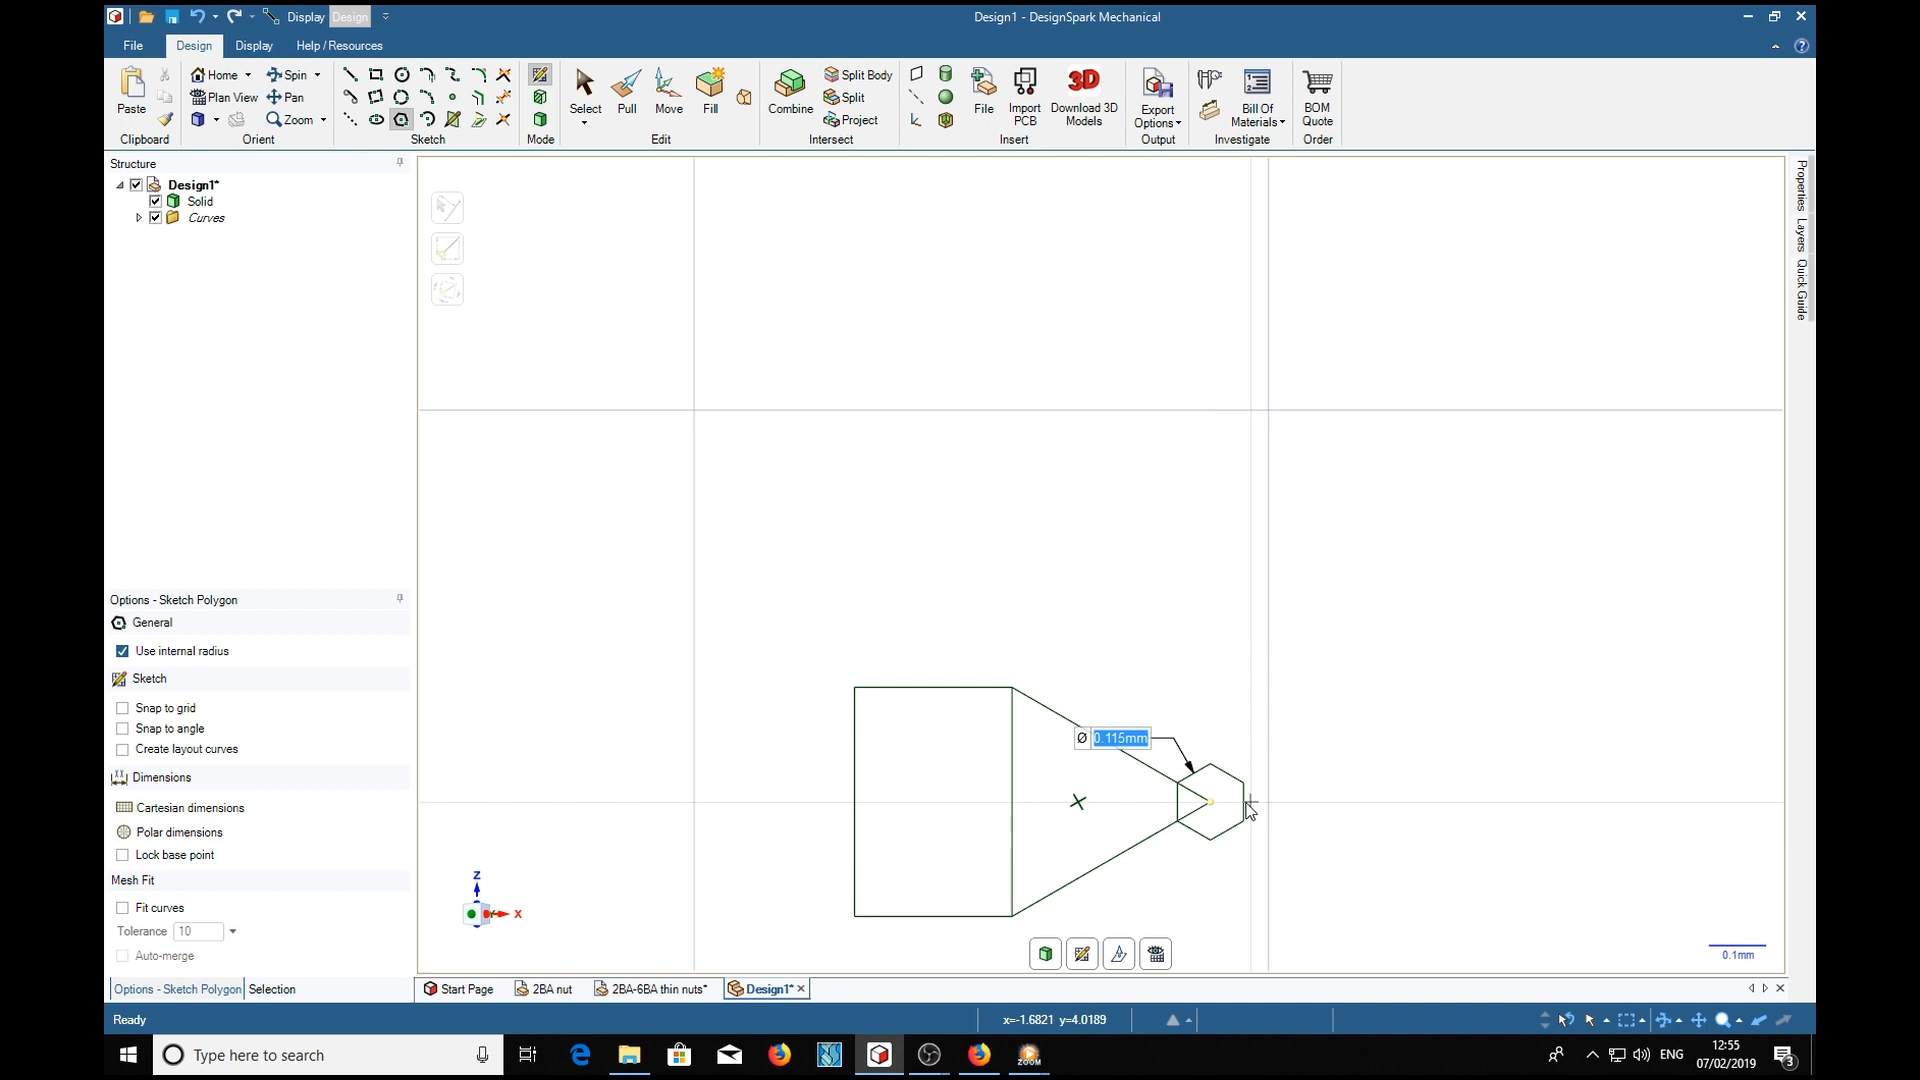 Display Design
Design1 - DesignSpark Mechanical
File Design Display Help / Resources
Paste
Home Spin
Plan View Pan
Zoom
Select Pull Move Fill
Combine
Split Body
Split
Project
File Import PCB Download 3D Models
Export Options
Bill Of Materials
BOM Quote
Clipboard Orient Sketch Mode Edit Intersect Insert Output Investigate Order
Structure
Design1*
Solid
Curves
Properties
Layers
Quick Guide
Options - Sketch Polygon
General
Use internal radius
Sketch
Snap to grid
Snap to angle
Create layout curves
Dimensions
Cartesian dimensions
Polar dimensions
Lock base point
Mesh Fit
Fit curves
Tolerance 10
Auto-merge
Ø 0.115mm
Z
X
0.1mm
Options - Sketch Polygon Selection
Start Page 2BA nut 2BA-6BA thin nuts* Design1*
Ready
x=-1.6821 y=4.0189
Type here to search
ZOOM
ENG
12:55
07/02/2019
3